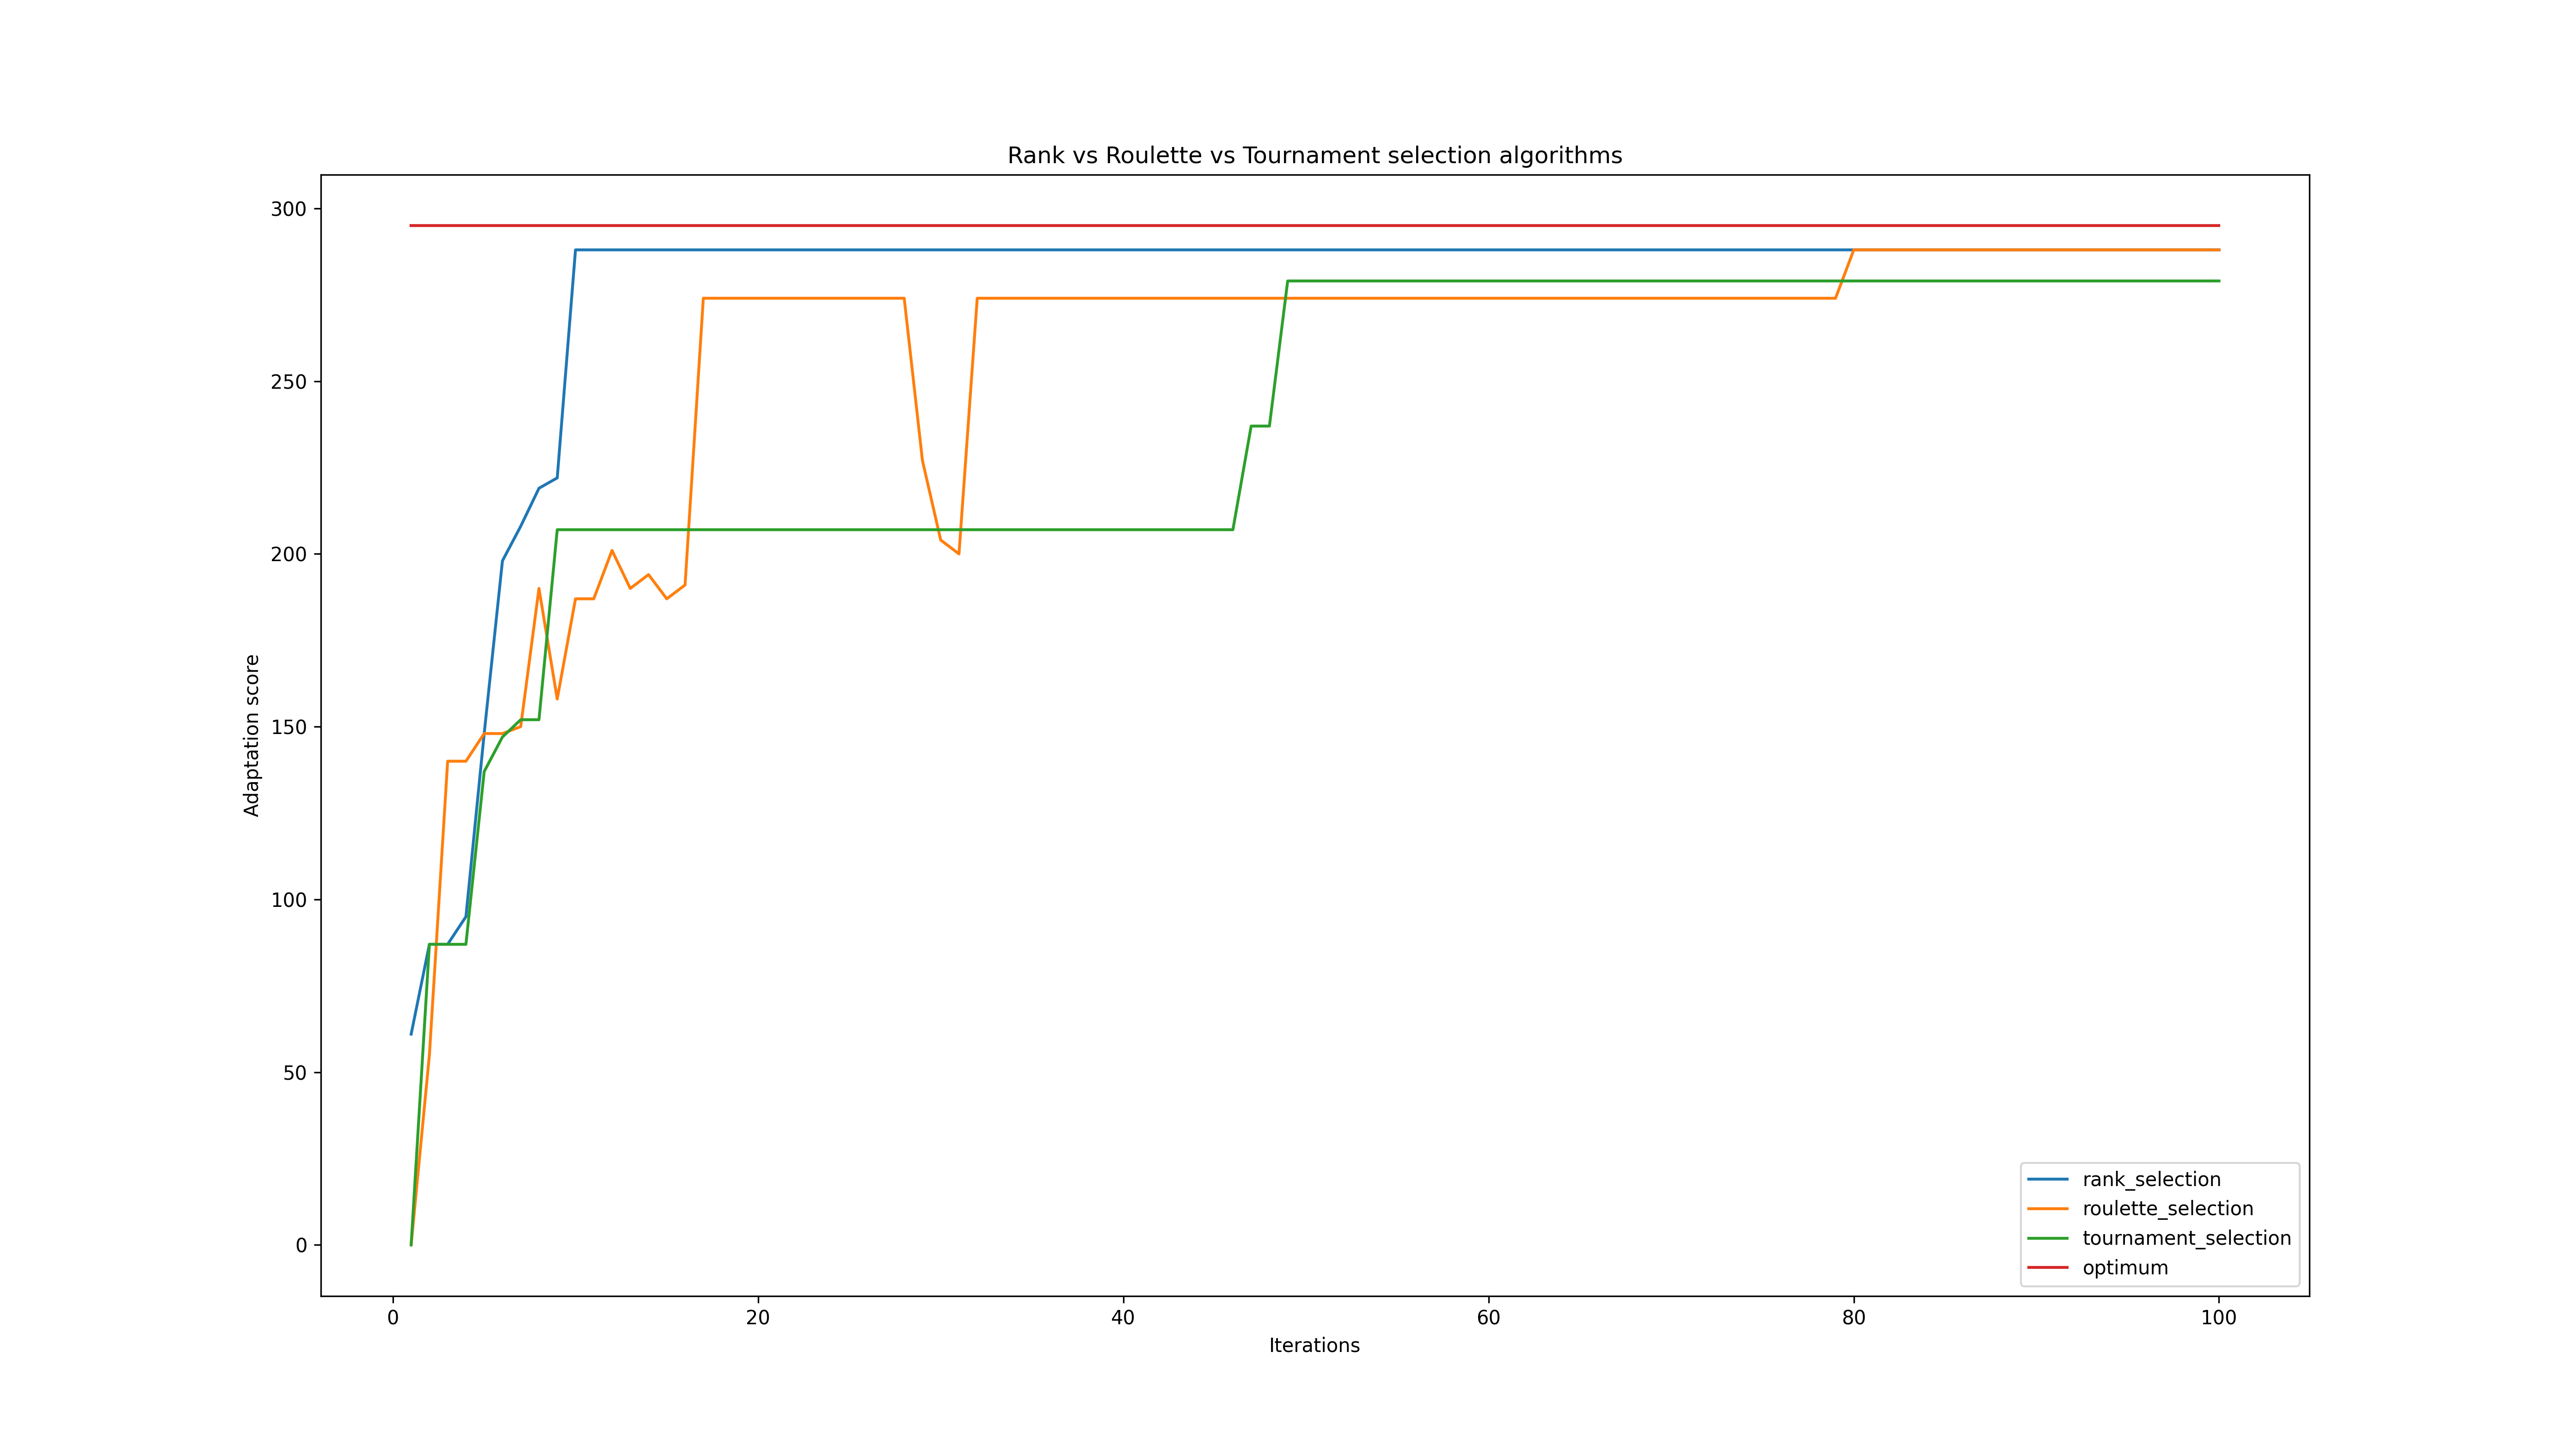 Rank vs Roulette vs Tournament selection algorithms
300
250
200
150
100
50
0
Adaptation score
0 20 40 60 80 100
Iterations
rank_selection
roulette_selection
tournament_selection
optimum